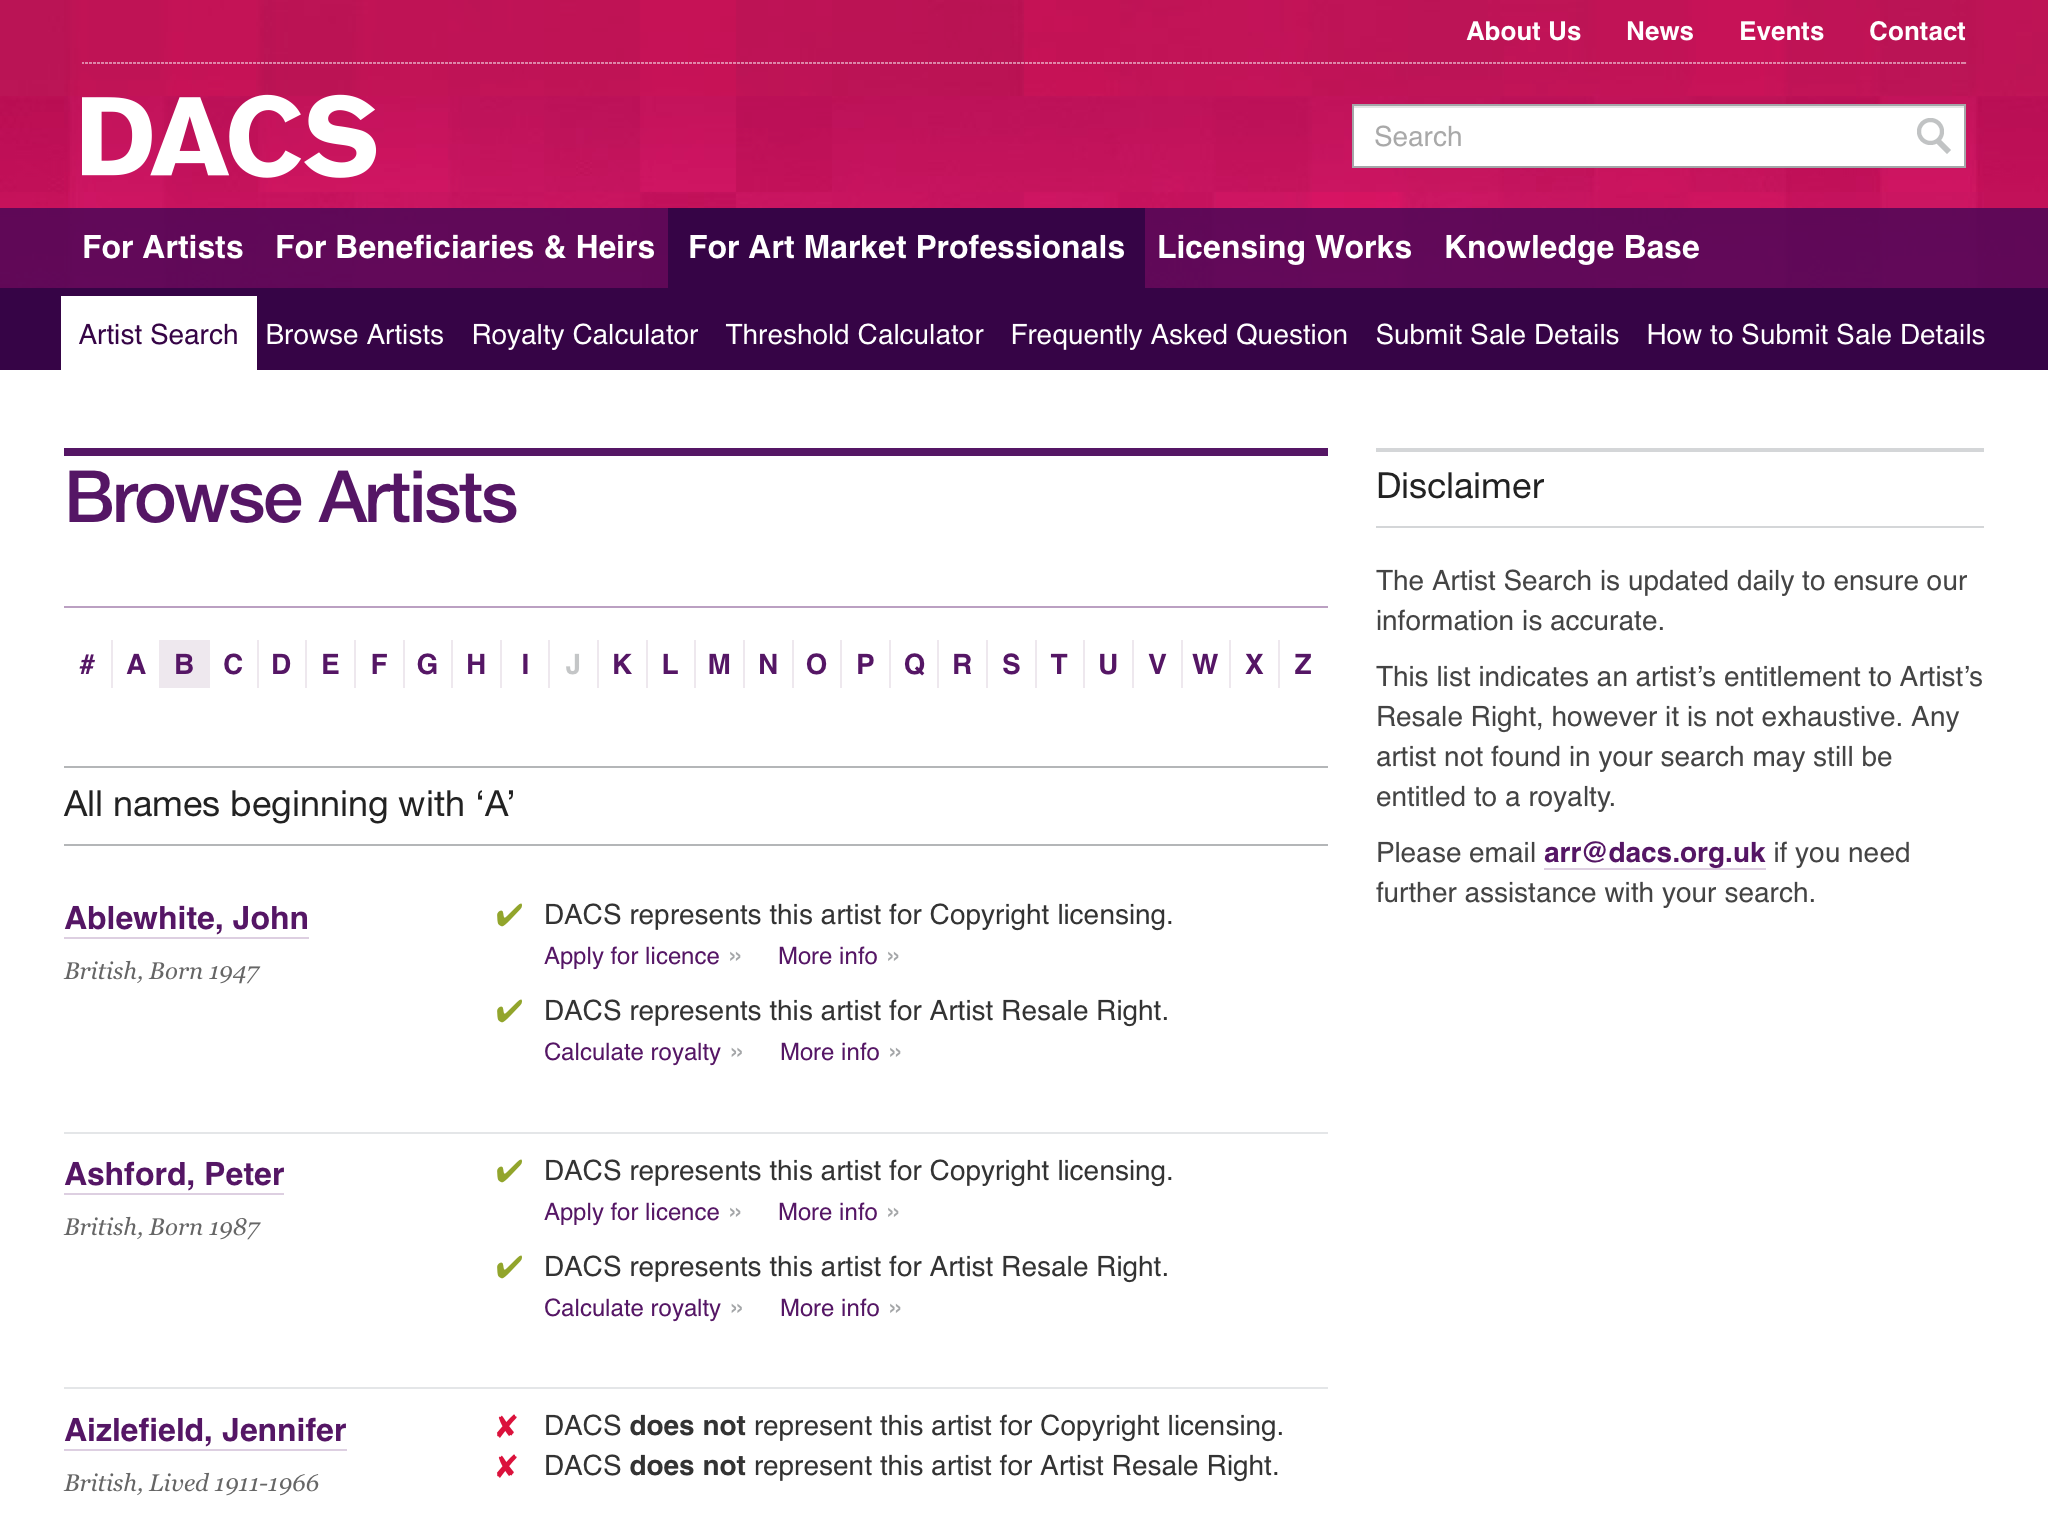 About Us News Events Contact
DACS
Search
For Artists For Beneficiaries & Heirs For Art Market Professionals Licensing Works Knowledge Base
Artist Search Browse Artists Royalty Calculator Threshold Calculator Frequently Asked Question Submit Sale Details How to Submit Sale Details
Browse Artists
# A B C D E F G H I J K L M N O P Q R S T U V W X Z
All names beginning with ‘A’
Ablewhite, John
British, Born 1947
✔ DACS represents this artist for Copyright licensing.
Apply for licence » More info »
✔ DACS represents this artist for Artist Resale Right.
Calculate royalty » More info »
Ashford, Peter
British, Born 1987
✔ DACS represents this artist for Copyright licensing.
Apply for licence » More info »
✔ DACS represents this artist for Artist Resale Right.
Calculate royalty » More info »
Aizlefield, Jennifer
British, Lived 1911-1966
✘ DACS does not represent this artist for Copyright licensing.
✘ DACS does not represent this artist for Artist Resale Right.
Disclaimer
The Artist Search is updated daily to ensure our
information is accurate.
This list indicates an artist’s entitlement to Artist’s
Resale Right, however it is not exhaustive. Any
artist not found in your search may still be
entitled to a royalty.
Please email arr@dacs.org.uk if you need
further assistance with your search.